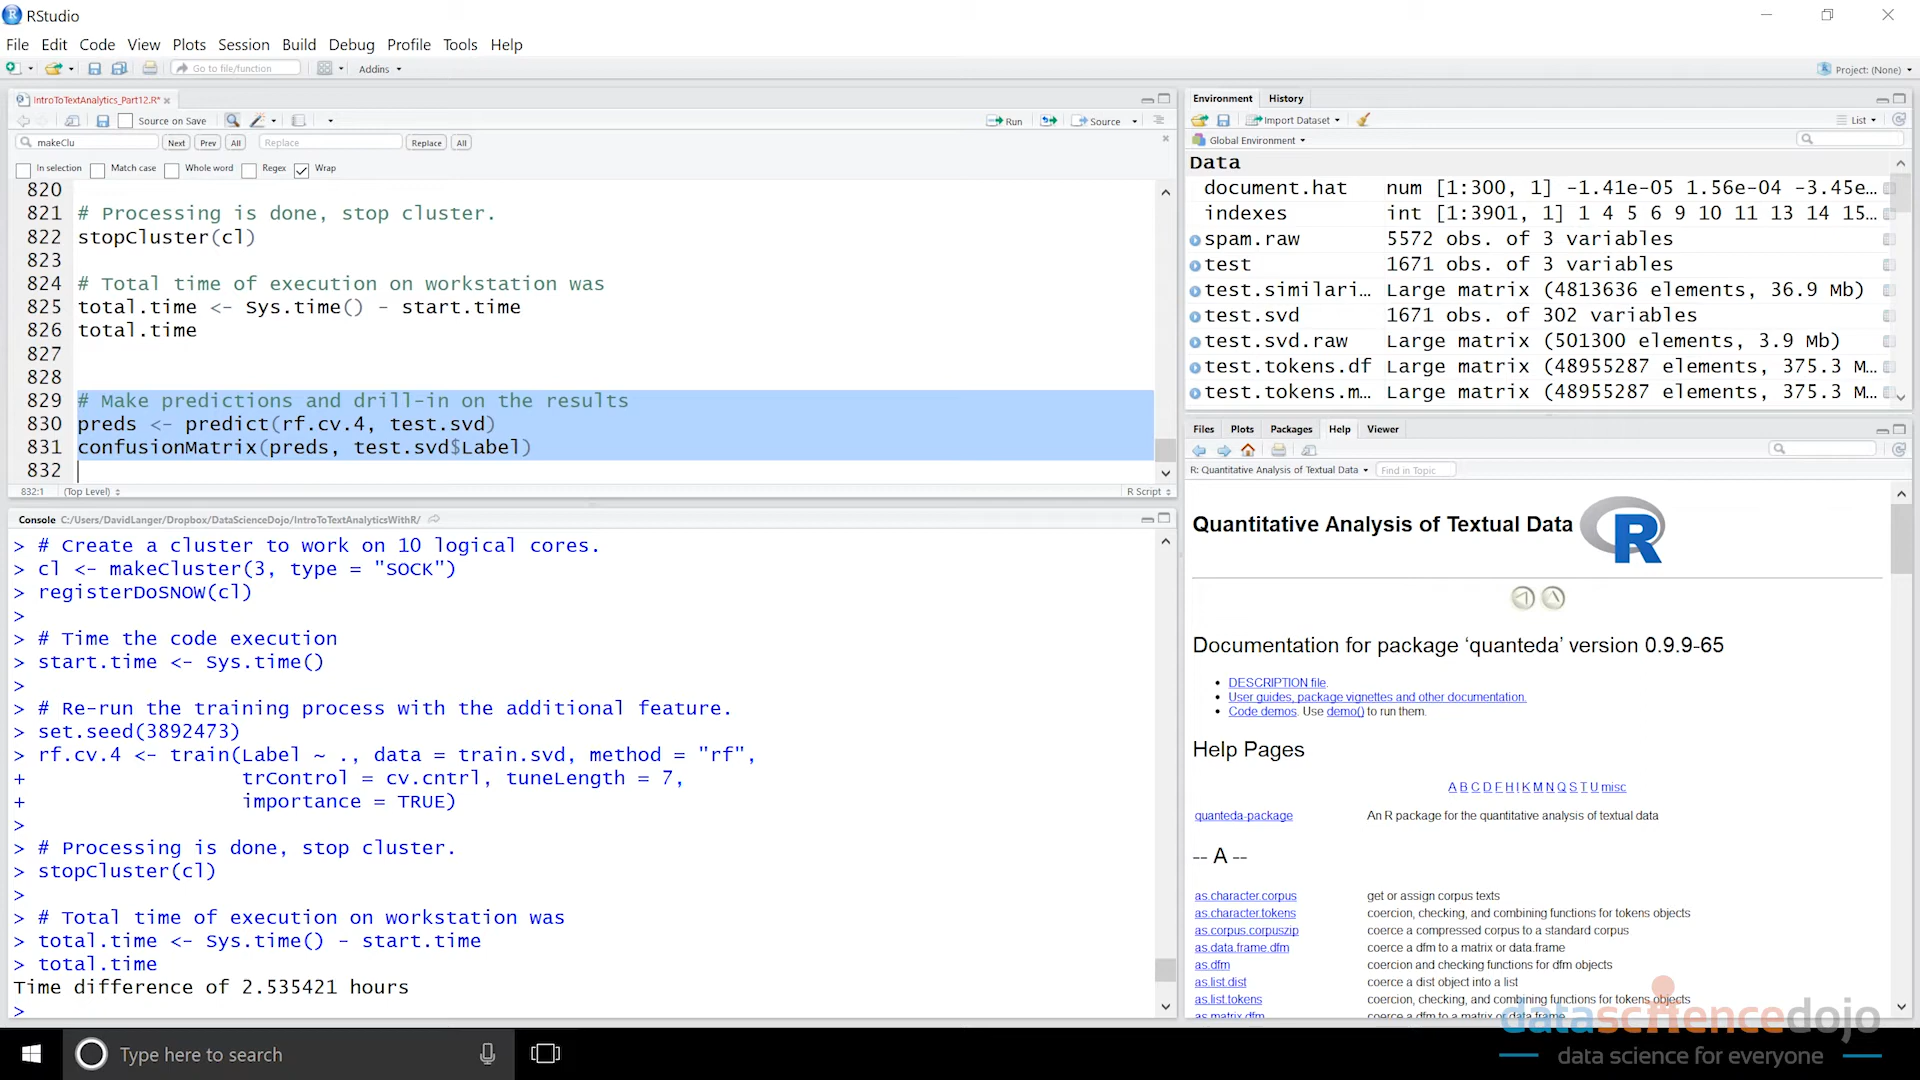 RStudio
File Edit Code View Plots Session Build Debug Profile Tools Help
Go to file/function Addins Project: (None)
IntroToTextAnalytics_Part12.R*
Source on Save Run Source
makeClu Next Prev All Replace Replace All
In selection Match case Whole word Regex Wrap
820
821 # Processing is done, stop cluster.
822 stopCluster(cl)
823
824 # Total time of execution on workstation was
825 total.time <- Sys.time() - start.time
826 total.time
827
828
829 # Make predictions and drill-in on the results
830 preds <- predict(rf.cv.4, test.svd)
831 confusionMatrix(preds, test.svd$Label)
832
832:1 (Top Level) R Script
Console C:/Users/DavidLanger/Dropbox/DataScienceDojo/IntroToTextAnalyticsWithR/
> # Create a cluster to work on 10 logical cores.
> cl <- makeCluster(3, type = "SOCK")
> registerDoSNOW(cl)
>
> # Time the code execution
> start.time <- Sys.time()
>
> # Re-run the training process with the additional feature.
> set.seed(3892473)
> rf.cv.4 <- train(Label ~ ., data = train.svd, method = "rf",
+ trControl = cv.cntrl, tuneLength = 7,
+ importance = TRUE)
>
> # Processing is done, stop cluster.
> stopCluster(cl)
>
> # Total time of execution on workstation was
> total.time <- Sys.time() - start.time
> total.time
Time difference of 2.535421 hours
>
Environment History
Import Dataset List
Global Environment
Data
document.hat num [1:300, 1] -1.41e-05 1.56e-04 -3.45e…
indexes int [1:3901, 1] 1 4 5 6 9 10 11 13 14 15…
spam.raw 5572 obs. of 3 variables
test 1671 obs. of 3 variables
test.similari… Large matrix (4813636 elements, 36.9 Mb)
test.svd 1671 obs. of 302 variables
test.svd.raw Large matrix (501300 elements, 3.9 Mb)
test.tokens.df Large matrix (48955287 elements, 375.3 M…
test.tokens.m… Large matrix (48955287 elements, 375.3 M…
Files Plots Packages Help Viewer
R: Quantitative Analysis of Textual Data Find in Topic
Quantitative Analysis of Textual Data R
Documentation for package ‘quanteda’ version 0.9.9-65
DESCRIPTION file.
User guides, package vignettes and other documentation.
Code demos. Use demo() to run them.
Help Pages
A B C D F H I K M N Q S T U misc
quanteda-package An R package for the quantitative analysis of textual data
-- A --
as.character.corpus get or assign corpus texts
as.character.tokens coercion, checking, and combining functions for tokens objects
as.corpus.corpuszip coerce a compressed corpus to a standard corpus
as.data.frame.dfm coerce a dfm to a matrix or data.frame
as.dfm coercion and checking functions for dfm objects
as.list.dist coerce a dist object into a list
as.list.tokens coercion, checking, and combining functions for tokens objects
as.matrix.dfm coerce a dfm to a matrix or data.frame
datasciencedojo
data science for everyone
Type here to search